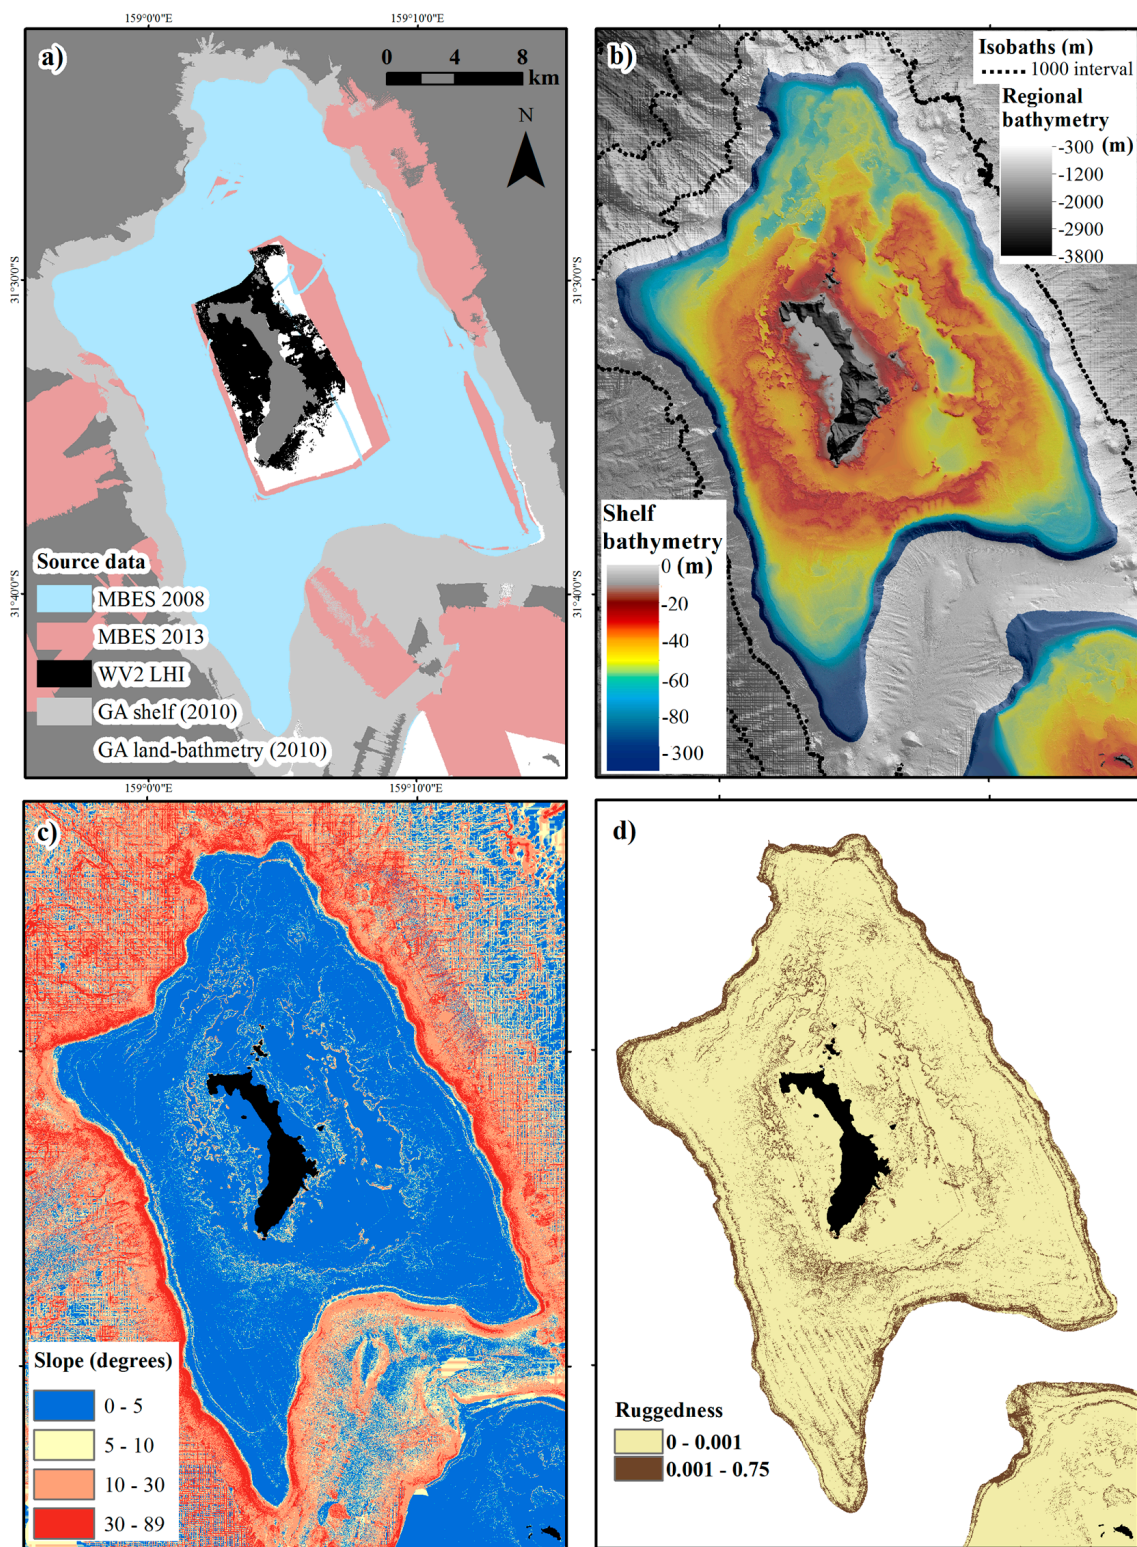 159°0'0"E
159°10'0"E
a)
0 4 8
km
N
31°30'0"S
31°40'0"S
Source data
MBES 2008
MBES 2013
WV2 LHI
GA shelf (2010)
GA land-bathmetry (2010)
b)
Isobaths (m)
1000 interval
Regional
bathymetry
(m)
-300
-1200
-2000
-2900
-3800
31°30'0"S
31°40'0"S
Shelf
bathymetry
(m)
0
-20
-40
-60
-80
-300
159°0'0"E
159°10'0"E
c)
Slope (degrees)
0 - 5
5 - 10
10 - 30
30 - 89
d)
Ruggedness
0 - 0.001
0.001 - 0.75